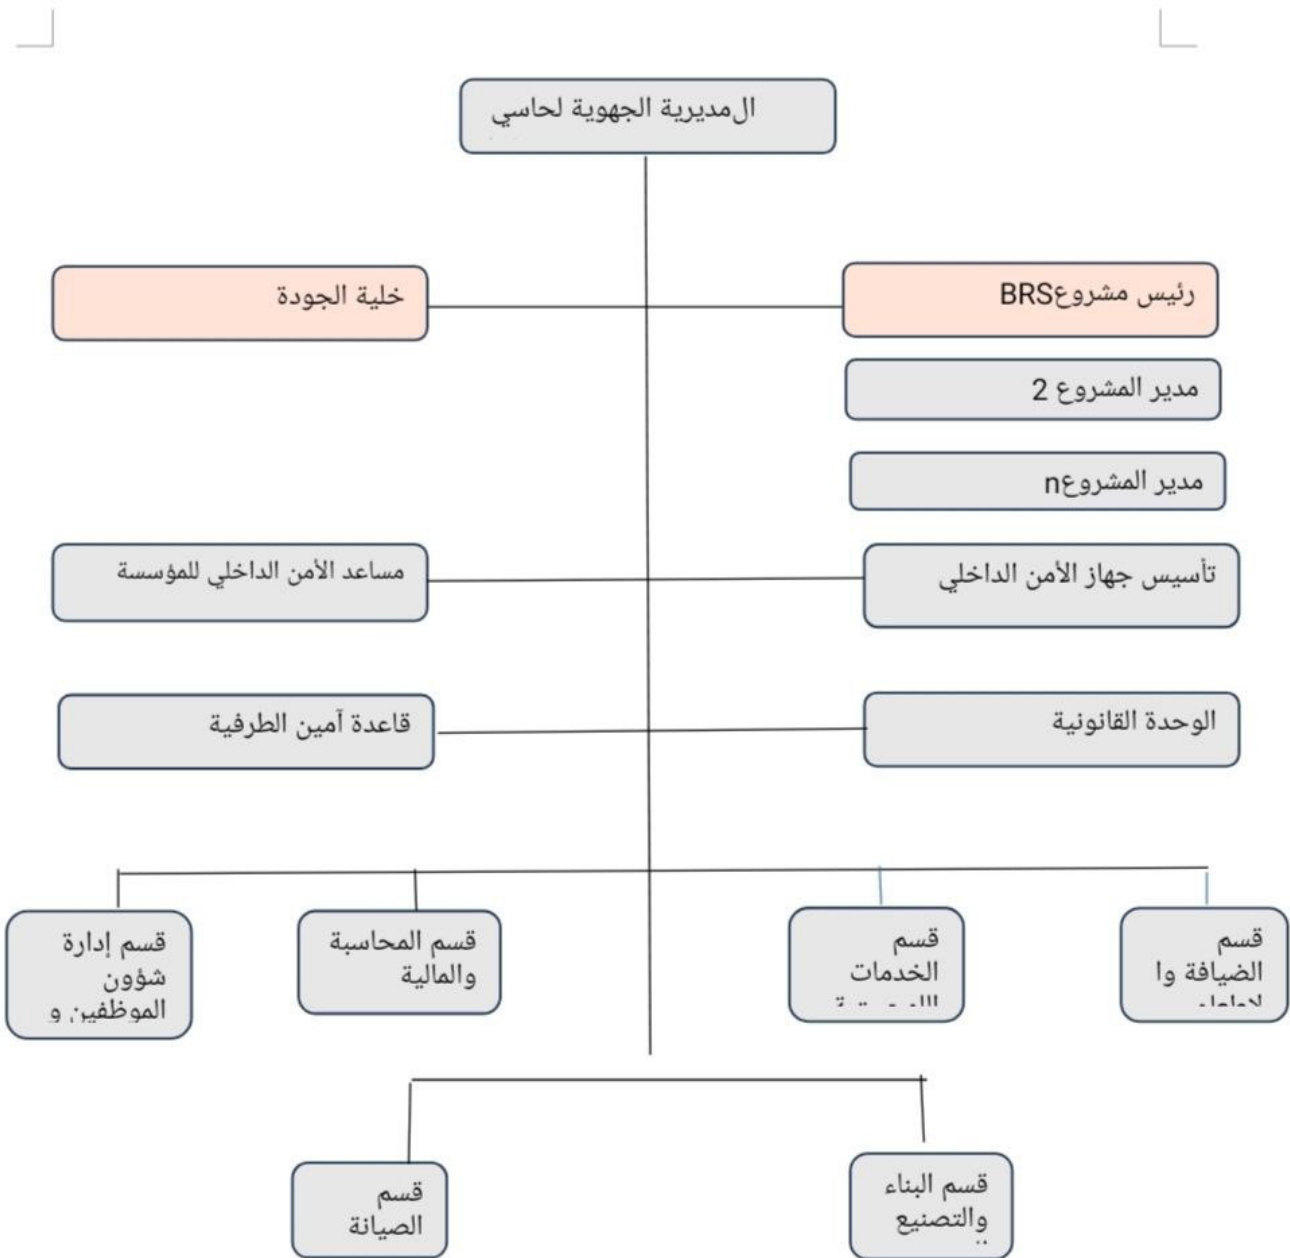 المديرية الجهوية لحاسي
رئيس مشروعBRS
خلية الجودة
مدير المشروع 2
مدير المشروعn
تأسيس جهاز الأمن الداخلي
مساعد الأمن الداخلي للمؤسسة
الوحدة القانونية
قاعدة آمين الطرفية
قسم
الضيافة وا
قسم
الخدمات
قسم المحاسبة
والمالية
قسم إدارة
شؤون
الموظفين و
قسم البناء
والتصنيع
قسم
الصيانة